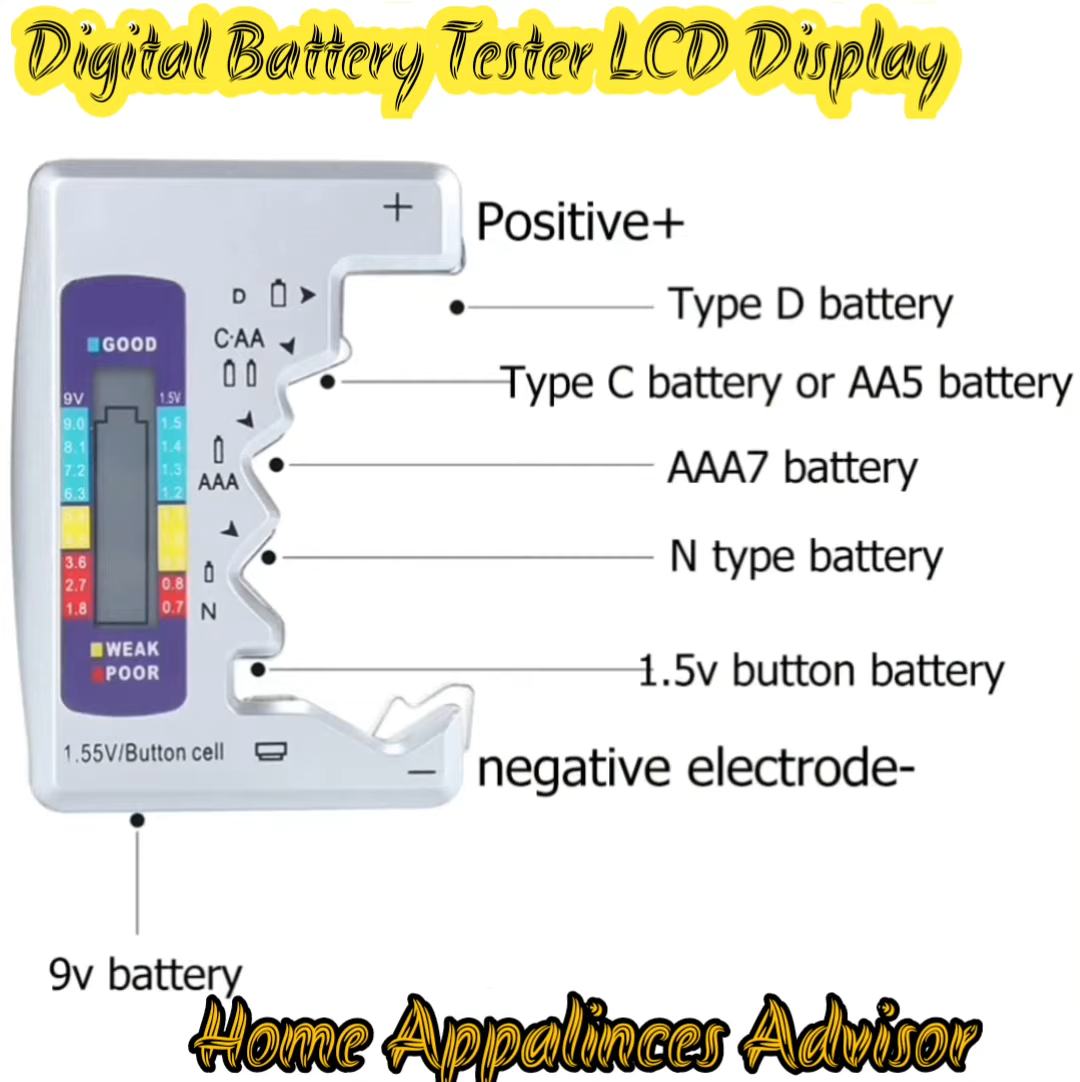 Digital Battery Tester LCD Display
+
Positive+
D
Type D battery
C·AA
GOOD
Type C battery or AA5 battery
9V 1.5V
9.0 1.5
8.1 1.4
7.2 1.3
6.3 1.2
AAA
AAA7 battery
3.6
2.7 0.8
1.8 0.7
N
N type battery
WEAK
POOR
1.5v button battery
1.55V/Button cell
−
negative electrode-
9v battery
Home Appalinces Advisor